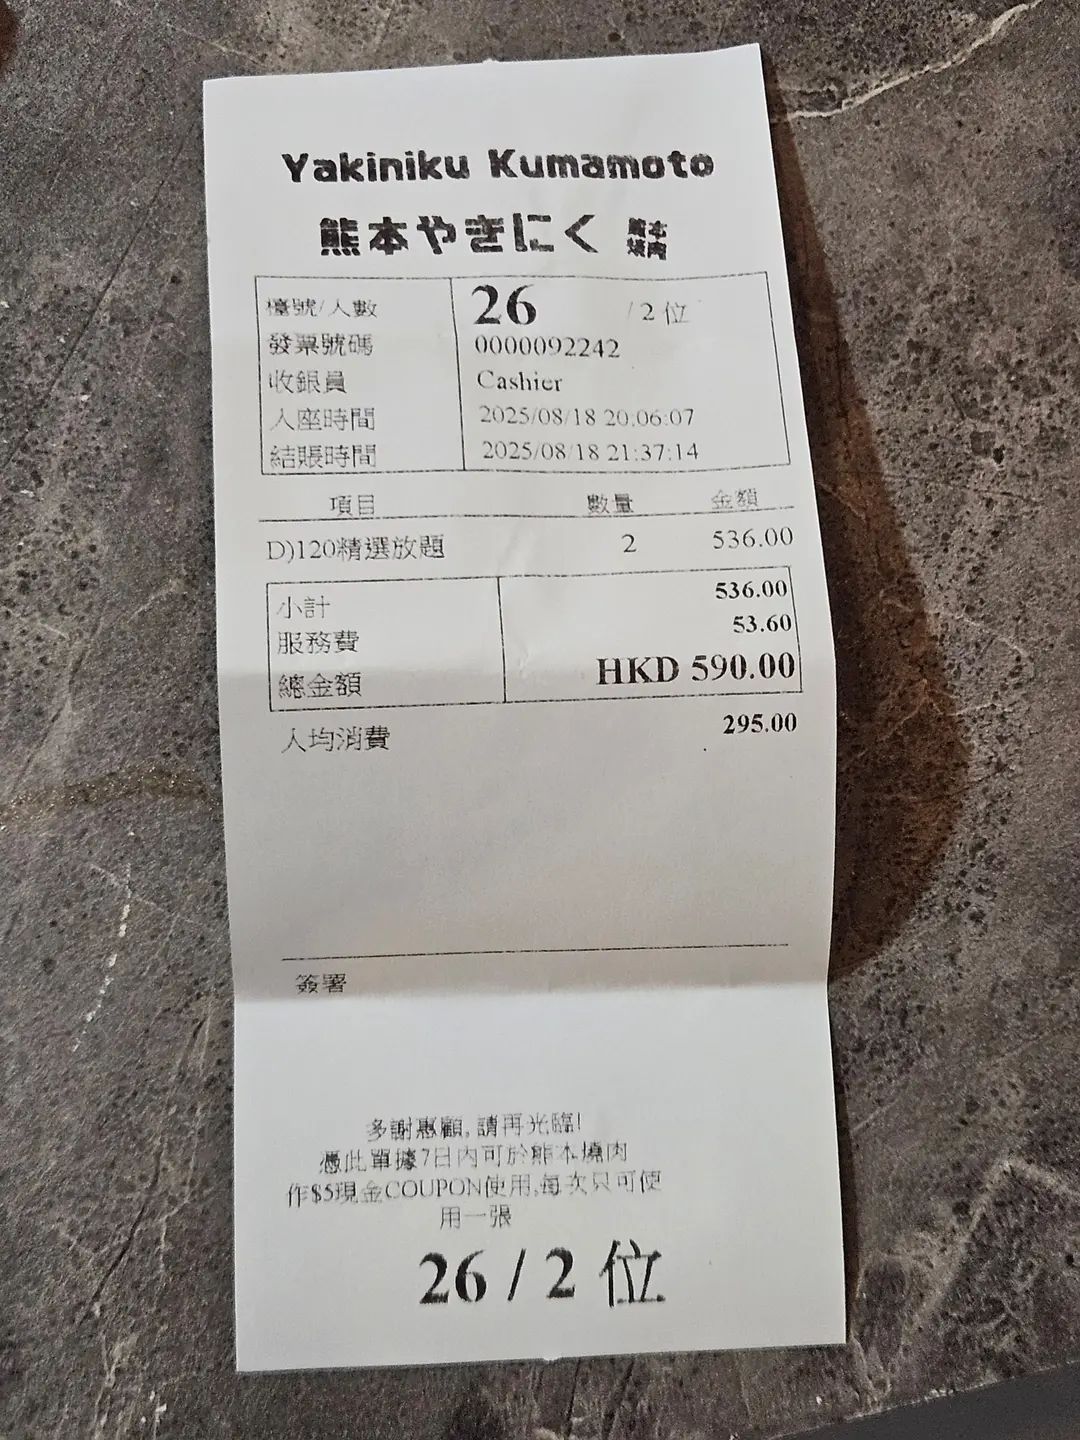 Yakiniku Kumamoto
熊本やきにく 熊本燒肉
檯號/人數 26 /2位
發票號碼 0000092242
收銀員 Cashier
入座時間 2025/08/18 20:06:07
結賬時間 2025/08/18 21:37:14
項目 數量 金額
D)120精選放題 2 536.00
小計 536.00
服務費 53.60
總金額 HKD 590.00
人均消費 295.00
簽署
多謝惠顧,請再光臨!
憑此單據7日內可於熊本燒肉
作$5現金COUPON使用,每次只可使
用一張
26 / 2 位